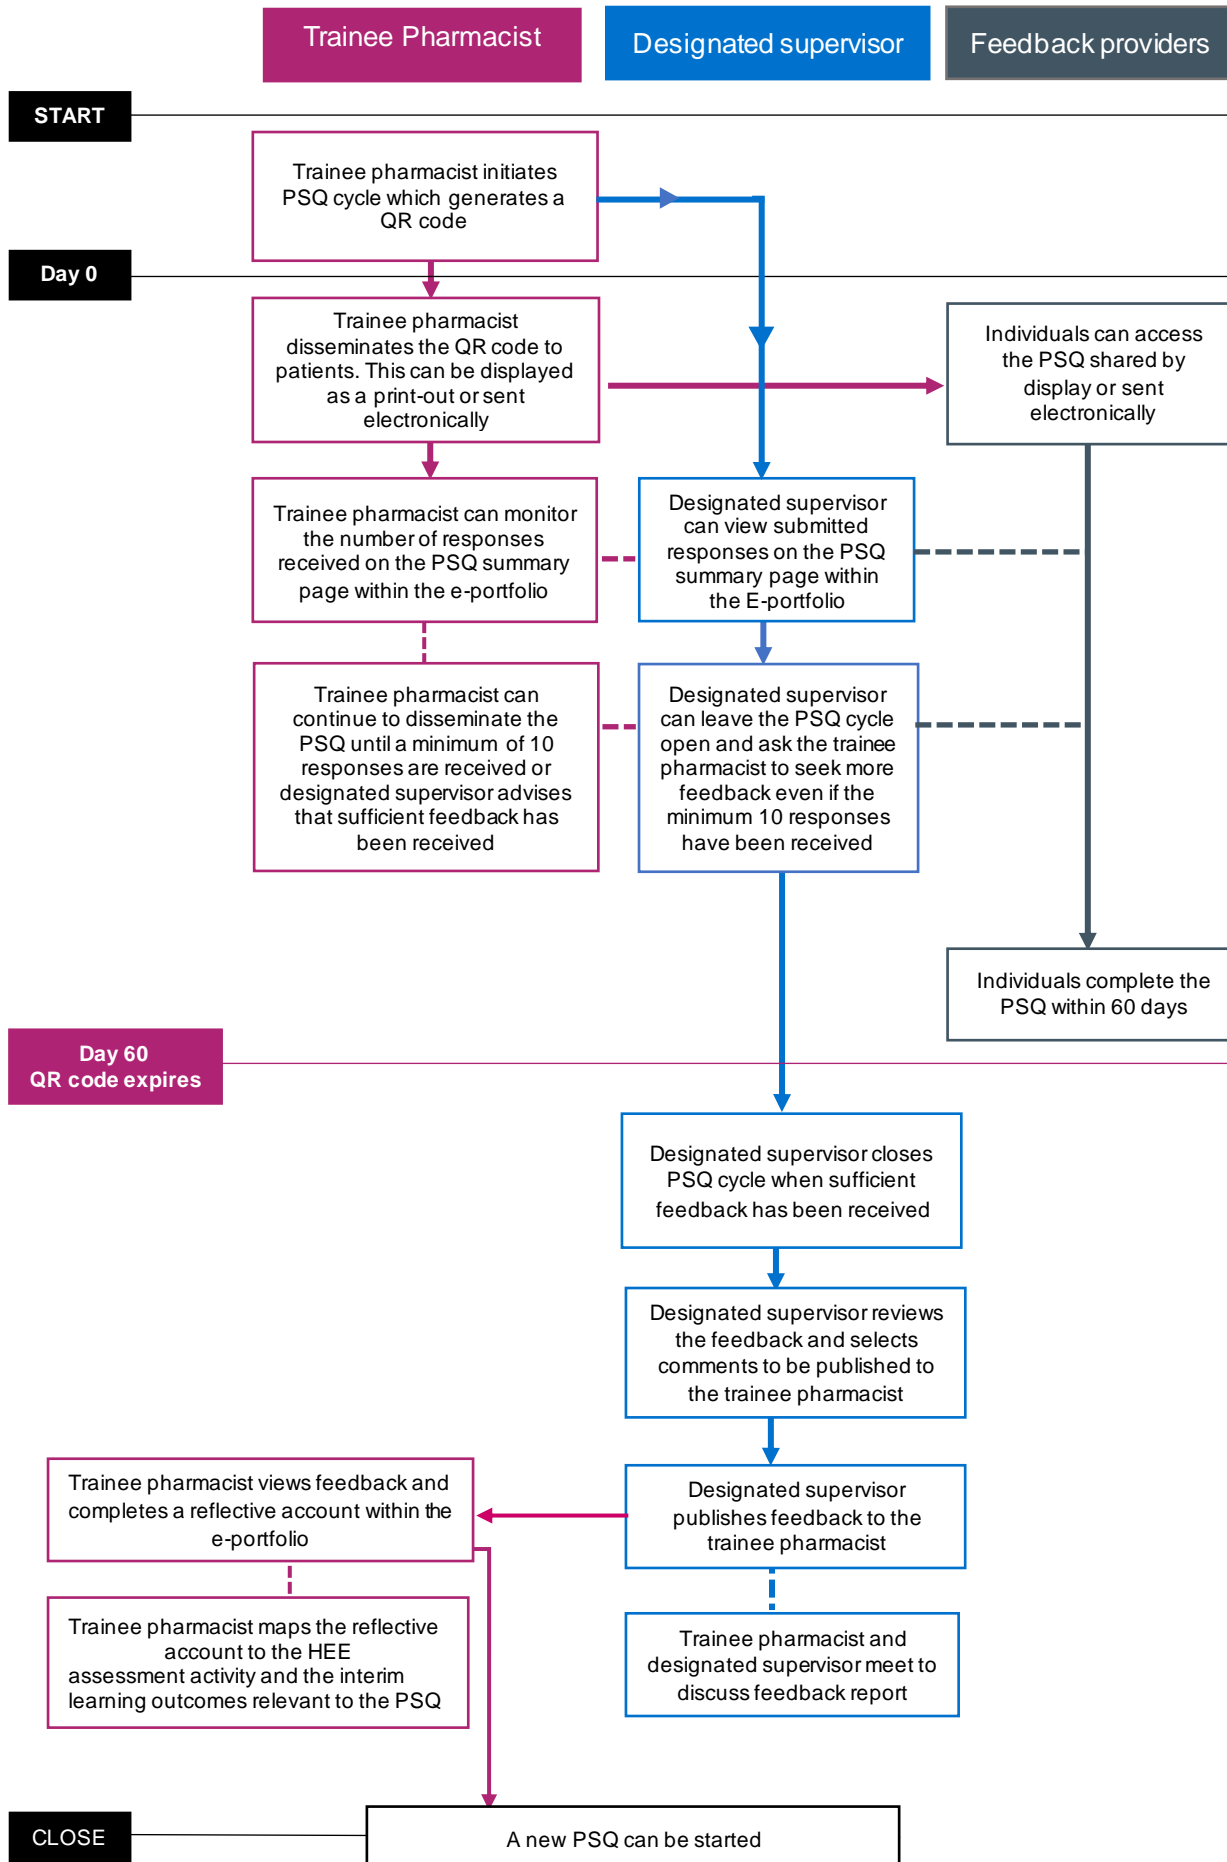 Trainee Pharmacist
Designated supervisor
Feedback providers
START
Trainee pharmacist initiates
PSQ cycle which generates a
QR code
Day 0
Trainee pharmacist
disseminates the QR code to
patients. This can be displayed
as a print-out or sent
electronically
Individuals can access
the PSQ shared by
display or sent
electronically
Trainee pharmacist can monitor
the number of responses
received on the PSQ summary
page within the e-portfolio
Designated supervisor
can view submitted
responses on the PSQ
summary page within
the E-portfolio
Trainee pharmacist can
continue to disseminate the
PSQ until a minimum of 10
responses are received or
designated supervisor advises
that sufficient feedback has
been received
Designated supervisor
can leave the PSQ cycle
open and ask the trainee
pharmacist to seek more
feedback even if the
minimum 10 responses
have been received
Individuals complete the
PSQ within 60 days
Day 60
QR code expires
Designated supervisor closes
PSQ cycle when sufficient
feedback has been received
Designated supervisor reviews
the feedback and selects
comments to be published to
the trainee pharmacist
Trainee pharmacist views feedback and
completes a reflective account within the
e-portfolio
Designated supervisor
publishes feedback to the
trainee pharmacist
Trainee pharmacist maps the reflective
account to the HEE
assessment activity and the interim
learning outcomes relevant to the PSQ
Trainee pharmacist and
designated supervisor meet to
discuss feedback report
CLOSE
A new PSQ can be started